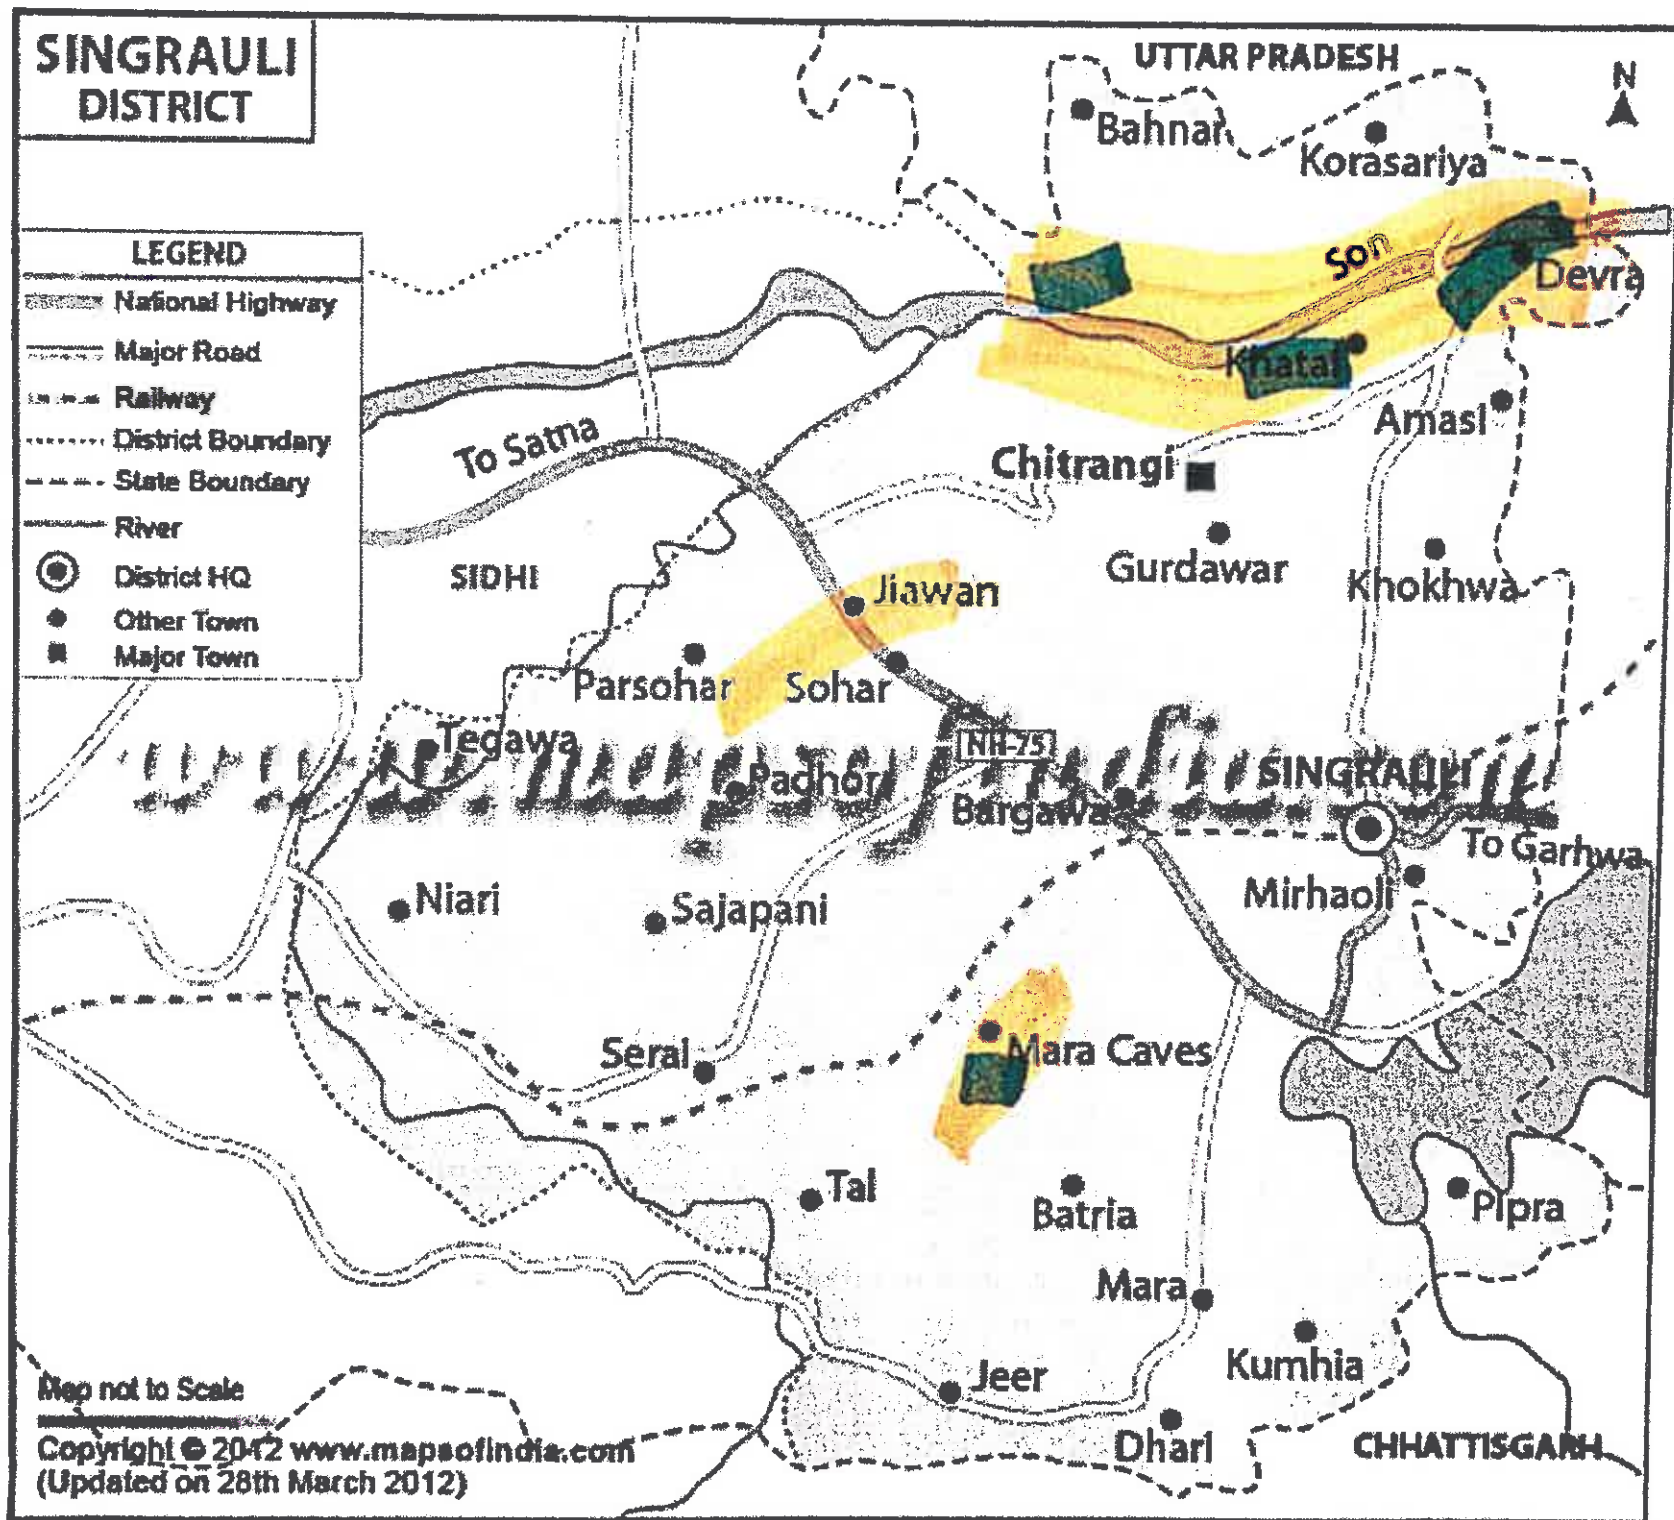 SINGRAULI
DISTRICT
UTTAR PRADESH
N
Bahnar
Korasariya
LEGEND
National Highway
Major Road
Railway
District Boundary
State Boundary
River
District HQ
Other Town
Major Town
Son
Devra
Khatai
Amasi
To Satna
Chitrangi
SIDHI
Gurdawar
Khokhwa
Jiawan
Parsohar
Sohar
Tegawa
NH-75
Padhor
SINGRAULI
Bargawa
To Garhwa
Mirhaoli
Niari
Sajapani
Serai
Mara Caves
Tal
Batria
Pipra
Mara
Kumhia
Jeer
Dhari
CHHATTISGARH
Map not to Scale
Copyright © 2012 www.mapsofindia.com
(Updated on 28th March 2012)